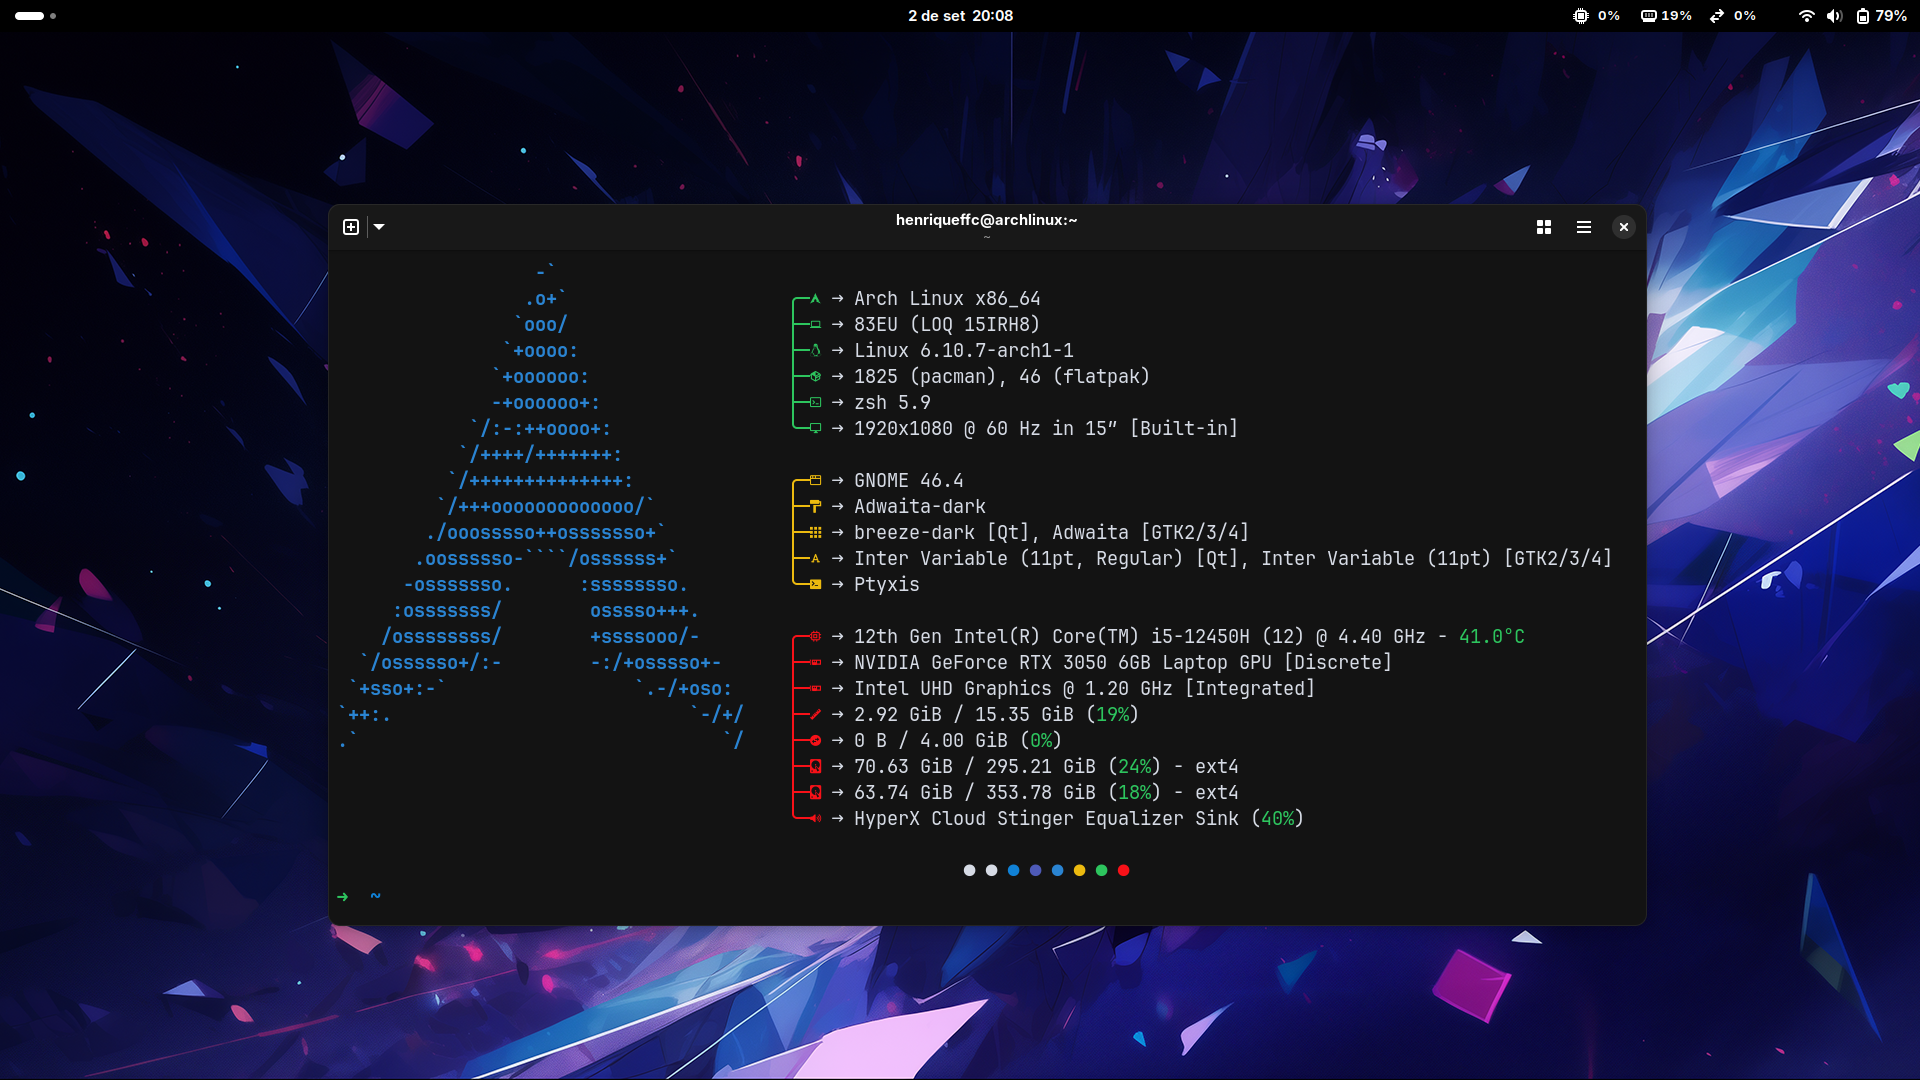 2 de set 20:08
0% 19% 0% 79%
henriqueffc@archlinux:~
~
-`
.o+`
`ooo/
`+oooo:
`+oooooo:
-+oooooo+:
`/:-:++oooo+:
`/++++/+++++++:
`/++++++++++++++:
`/+++ooooooooooooo/`
./ooosssso++osssssso+`
.oossssso-````/ossssss+`
-osssssso.      :ssssssso.
:osssssss/        osssso+++.
/ossssssss/        +ssssooo/-
`/ossssso+/:-        -:/+osssso+-
`+sso+:-`                 `.-/+oso:
`++:.                           `-/+/
.`                                  `/
→ Arch Linux x86_64
→ 83EU (LOQ 15IRH8)
→ Linux 6.10.7-arch1-1
→ 1825 (pacman), 46 (flatpak)
→ zsh 5.9
→ 1920x1080 @ 60 Hz in 15″ [Built-in]
→ GNOME 46.4
→ Adwaita-dark
→ breeze-dark [Qt], Adwaita [GTK2/3/4]
→ Inter Variable (11pt, Regular) [Qt], Inter Variable (11pt) [GTK2/3/4]
→ Ptyxis
→ 12th Gen Intel(R) Core(TM) i5-12450H (12) @ 4.40 GHz - 41.0°C
→ NVIDIA GeForce RTX 3050 6GB Laptop GPU [Discrete]
→ Intel UHD Graphics @ 1.20 GHz [Integrated]
→ 2.92 GiB / 15.35 GiB (19%)
→ 0 B / 4.00 GiB (0%)
→ 70.63 GiB / 295.21 GiB (24%) - ext4
→ 63.74 GiB / 353.78 GiB (18%) - ext4
→ HyperX Cloud Stinger Equalizer Sink (40%)
➜ ~